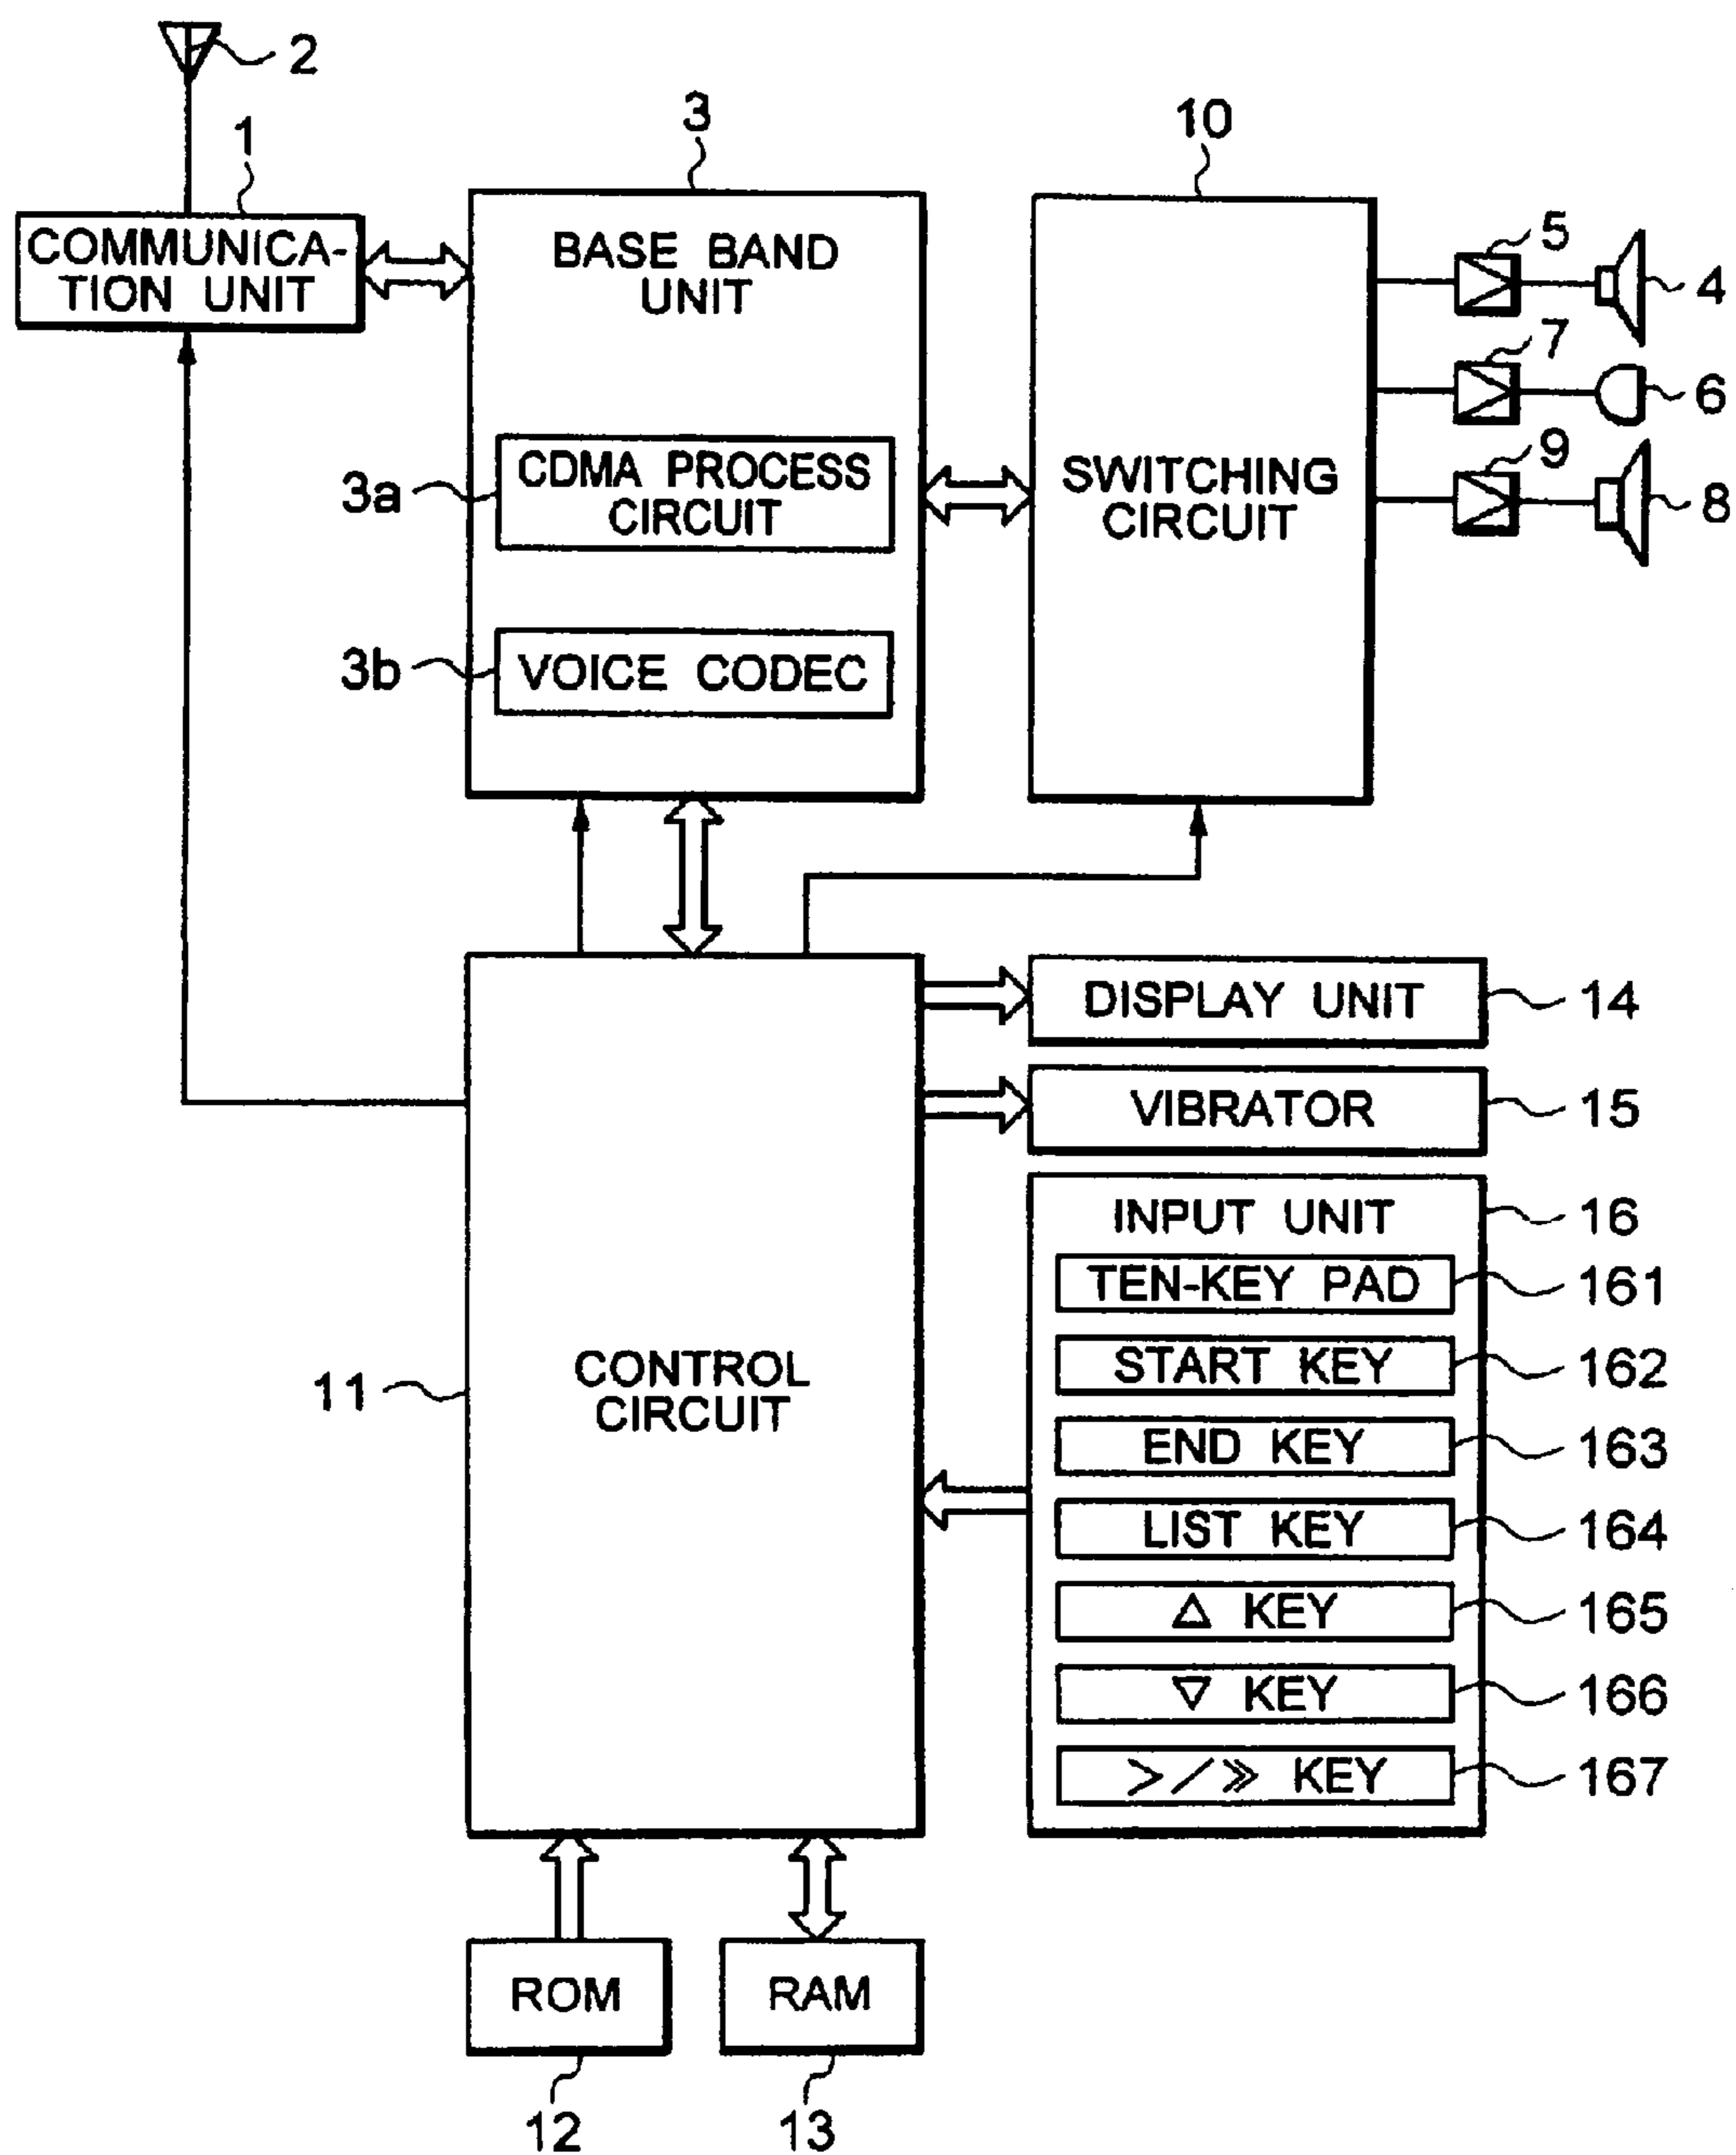 2
1
COMMUNICA-
TION UNIT
3
BASE BAND
UNIT
3a
CDMA PROCESS
CIRCUIT
3b
VOICE CODEC
10
SWITCHING
CIRCUIT
5
4
7
6
9
8
11
CONTROL
CIRCUIT
DISPLAY UNIT
14
VIBRATOR
15
INPUT UNIT
16
TEN-KEY PAD
161
START KEY
162
END KEY
163
LIST KEY
164
△ KEY
165
▽ KEY
166
>/≫ KEY
167
ROM
12
RAM
13